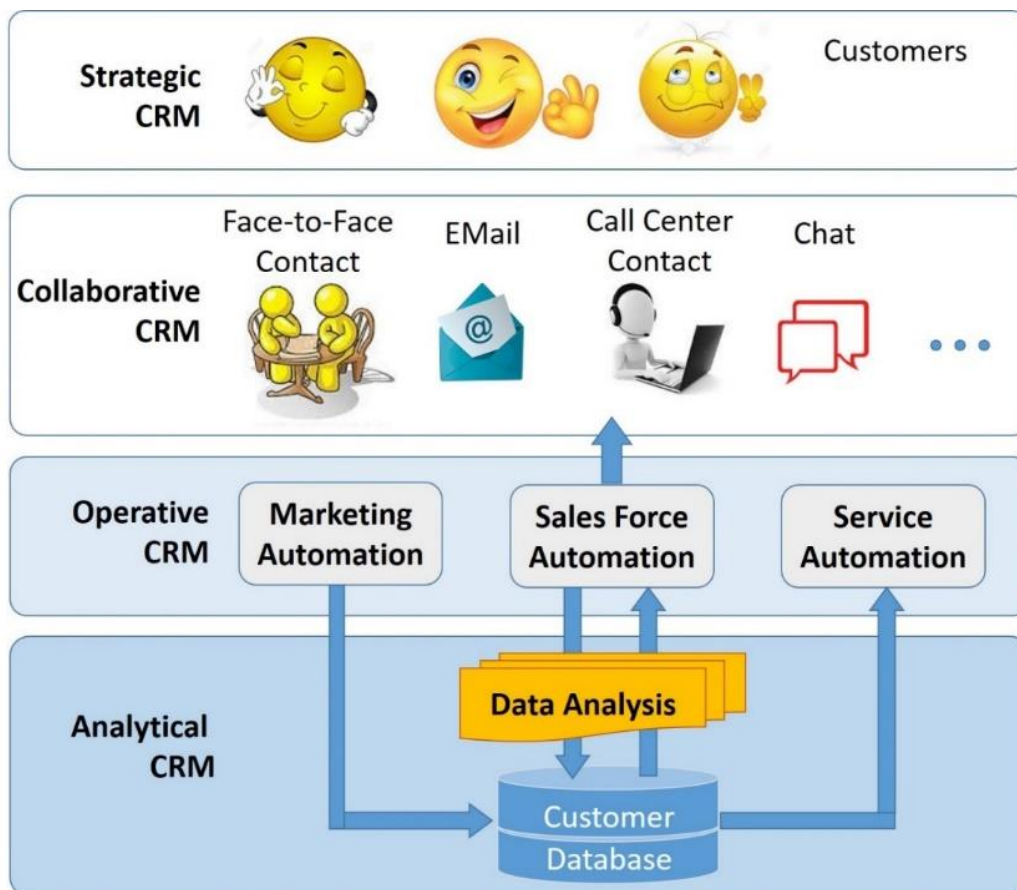 Customers
Strategic
CRM
Face-to-Face
Contact
EMail
Call Center
Contact
Chat
Collaborative
CRM
@
Operative
CRM
Marketing
Automation
Sales Force
Automation
Service
Automation
Analytical
CRM
Data Analysis
Customer
Database